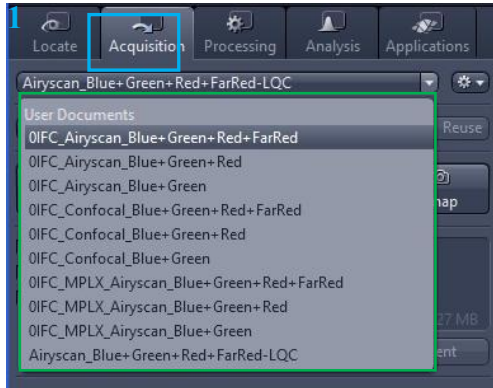 1
Locate Acquisition Processing Analysis Applications
Airyscan_Blue+Green+Red+FarRed-LQC
User Documents
0IFC_Airyscan_Blue+Green+Red+FarRed
Reuse
0IFC_Airyscan_Blue+Green+Red
0IFC_Airyscan_Blue+Green
0IFC_Confocal_Blue+Green+Red+FarRed
ap
0IFC_Confocal_Blue+Green+Red
0IFC_Confocal_Blue+Green
0IFC_MPLX_Airyscan_Blue+Green+Red+FarRed
0IFC_MPLX_Airyscan_Blue+Green+Red
27 MB
0IFC_MPLX_Airyscan_Blue+Green
Airyscan_Blue+Green+Red+FarRed-LQC
ent